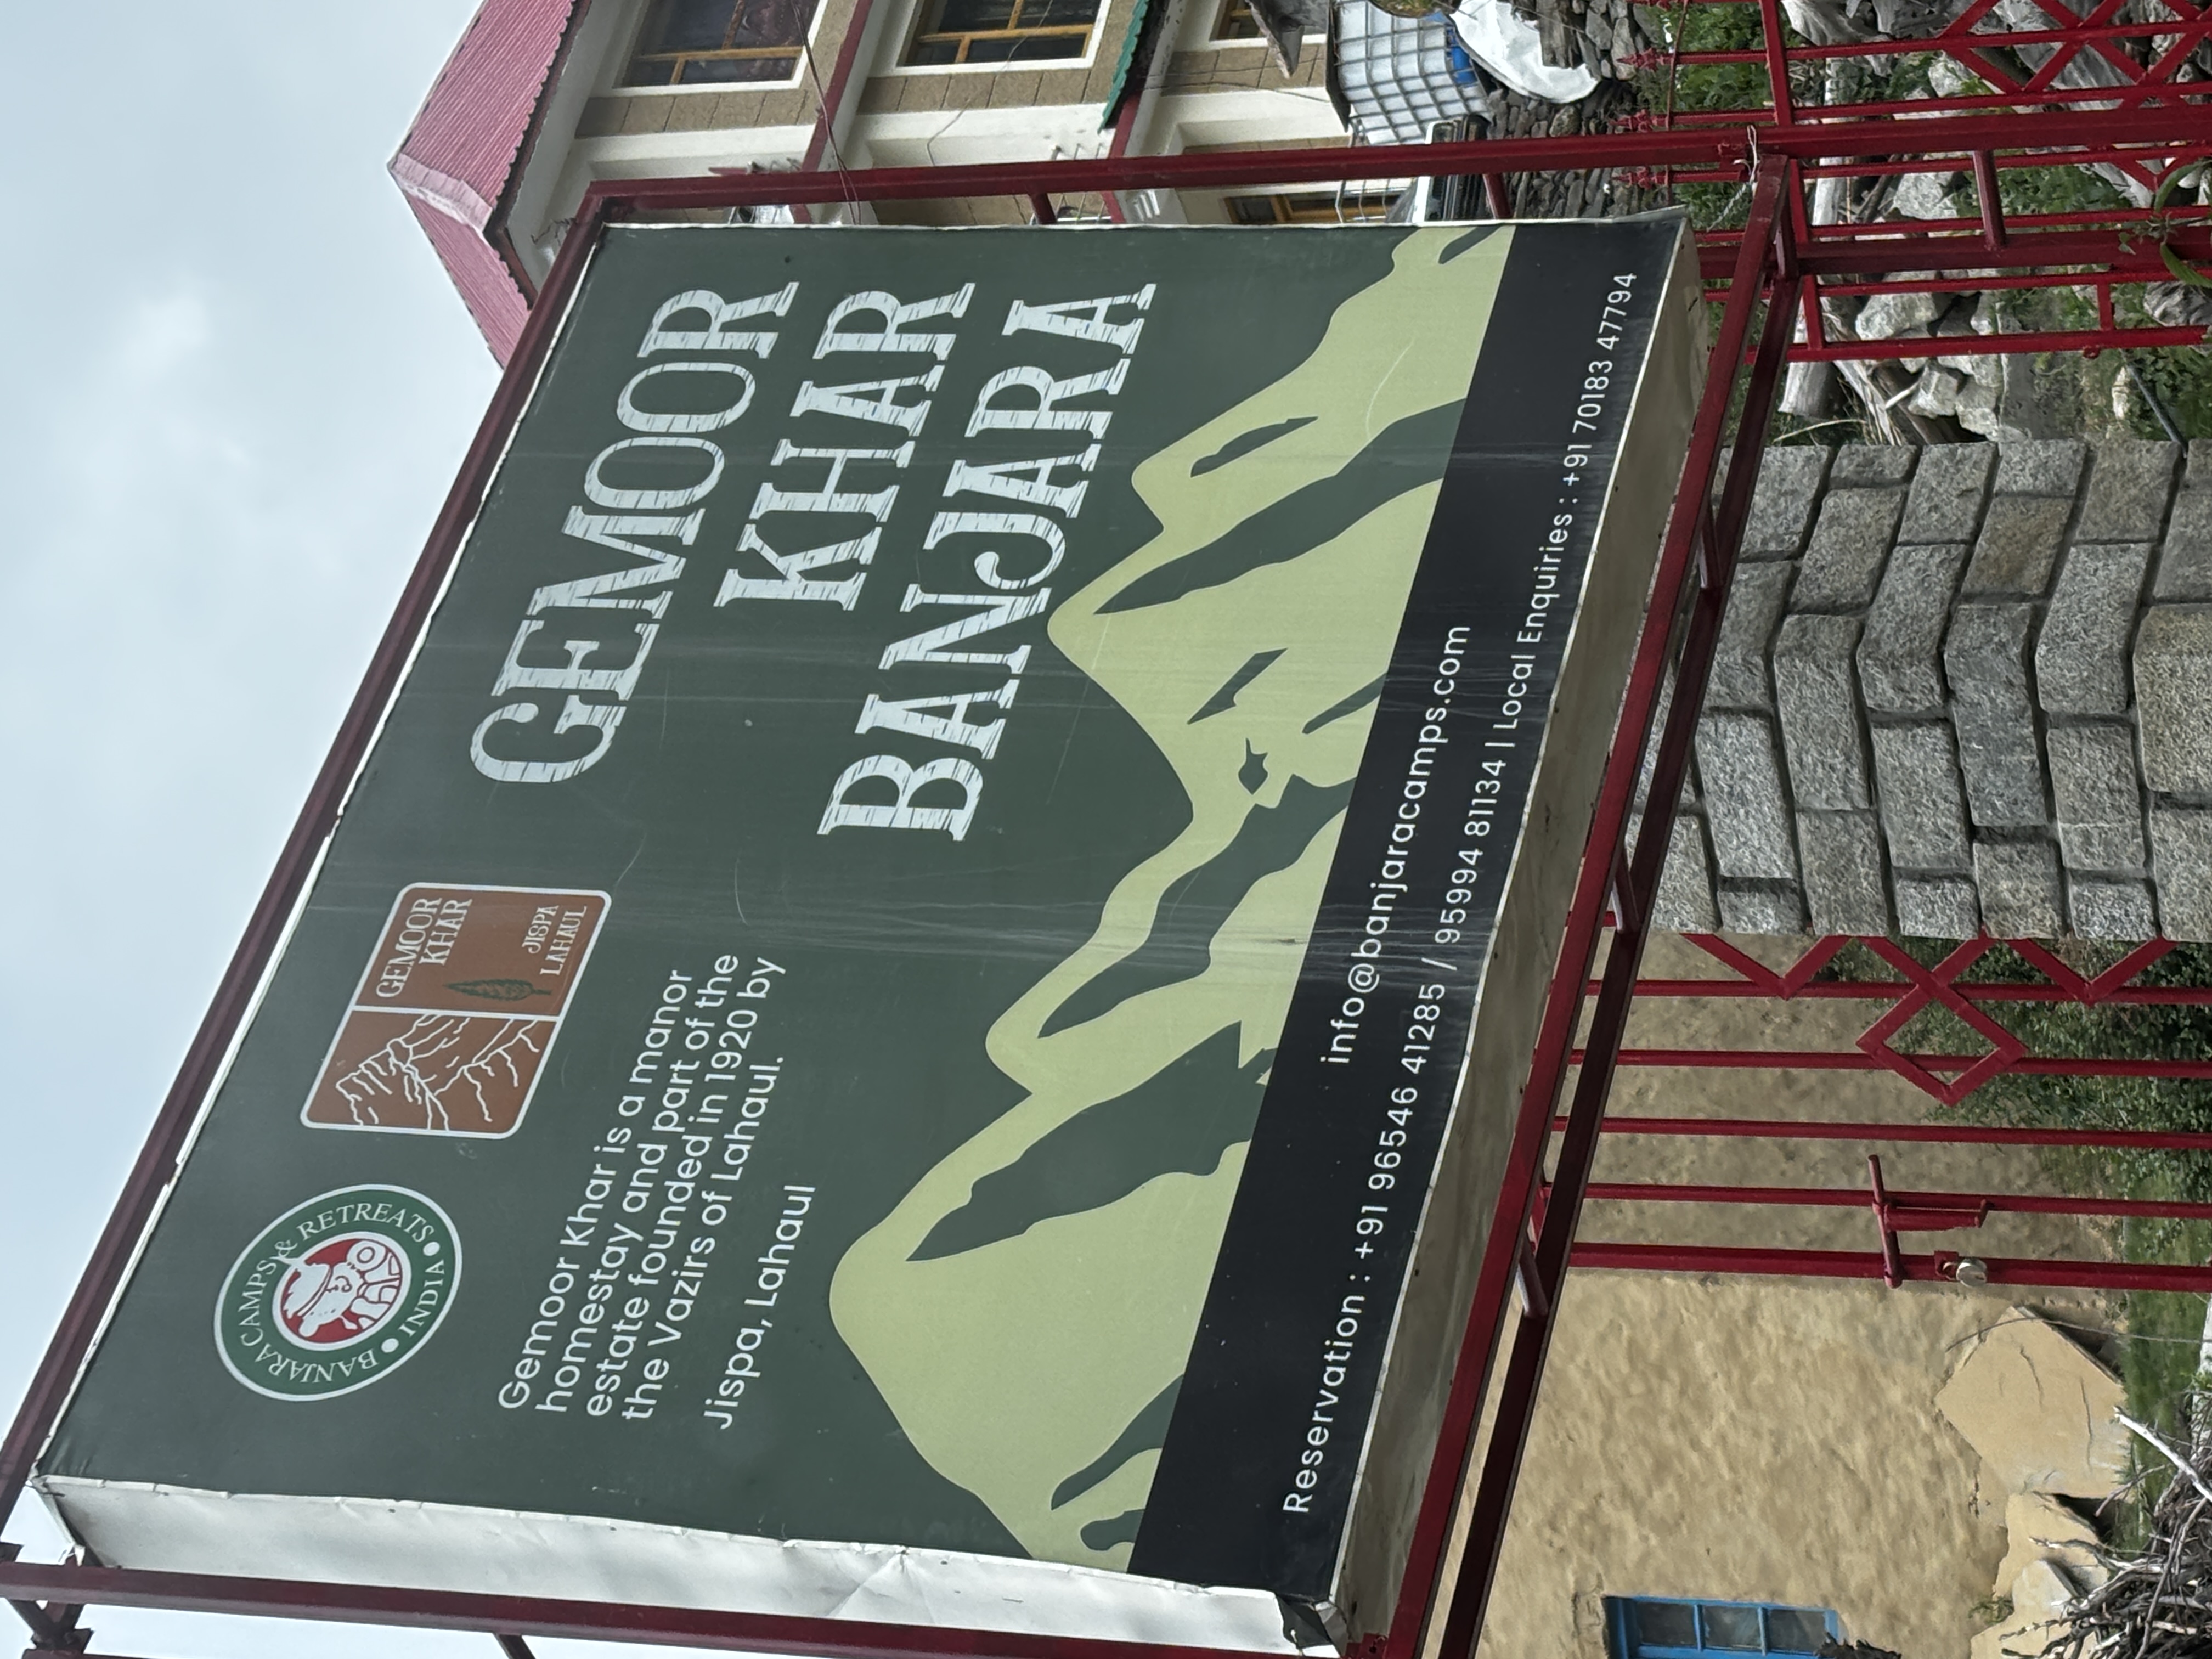 BANJARA CAMPS & RETREATS
INDIA
GEMOOR
KHAR
JISPA
LAHAUL
Gemoor Khar is a manor
homestay and part of the
estate founded in 1920 by
the Vazirs of Lahaul.
Jispa, Lahaul
GEMOOR
KHAR
BANJARA
info@banjaracamps.com
Reservation : +91 96546 41285 / 95994 81134 | Local Enquiries : +91 70183 47794